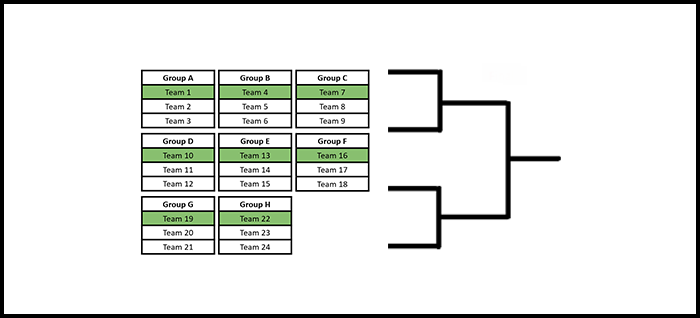 Group A
Team 1
Team 2
Team 3
Group B
Team 4
Team 5
Team 6
Group C
Team 7
Team 8
Team 9
Group D
Team 10
Team 11
Team 12
Group E
Team 13
Team 14
Team 15
Group F
Team 16
Team 17
Team 18
Group G
Team 19
Team 20
Team 21
Group H
Team 22
Team 23
Team 24